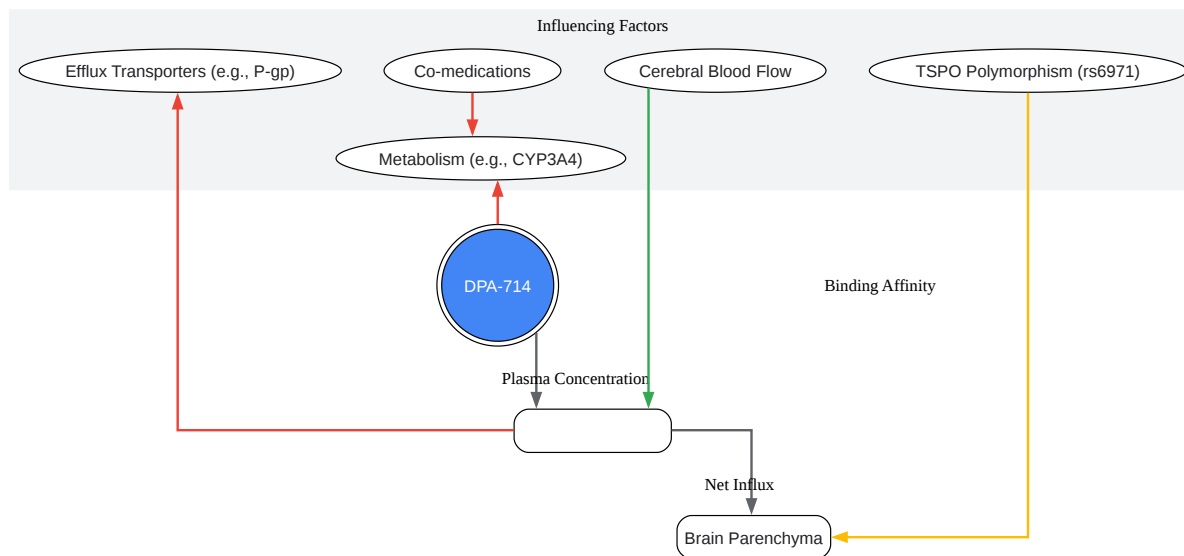 Influencing Factors
Efflux Transporters (e.g., P-gp)
Co-medications
Cerebral Blood Flow
TSPO Polymorphism (rs6971)
Metabolism (e.g., CYP3A4)
DPA-714
Binding Affinity
Plasma Concentration
Net Influx
Brain Parenchyma